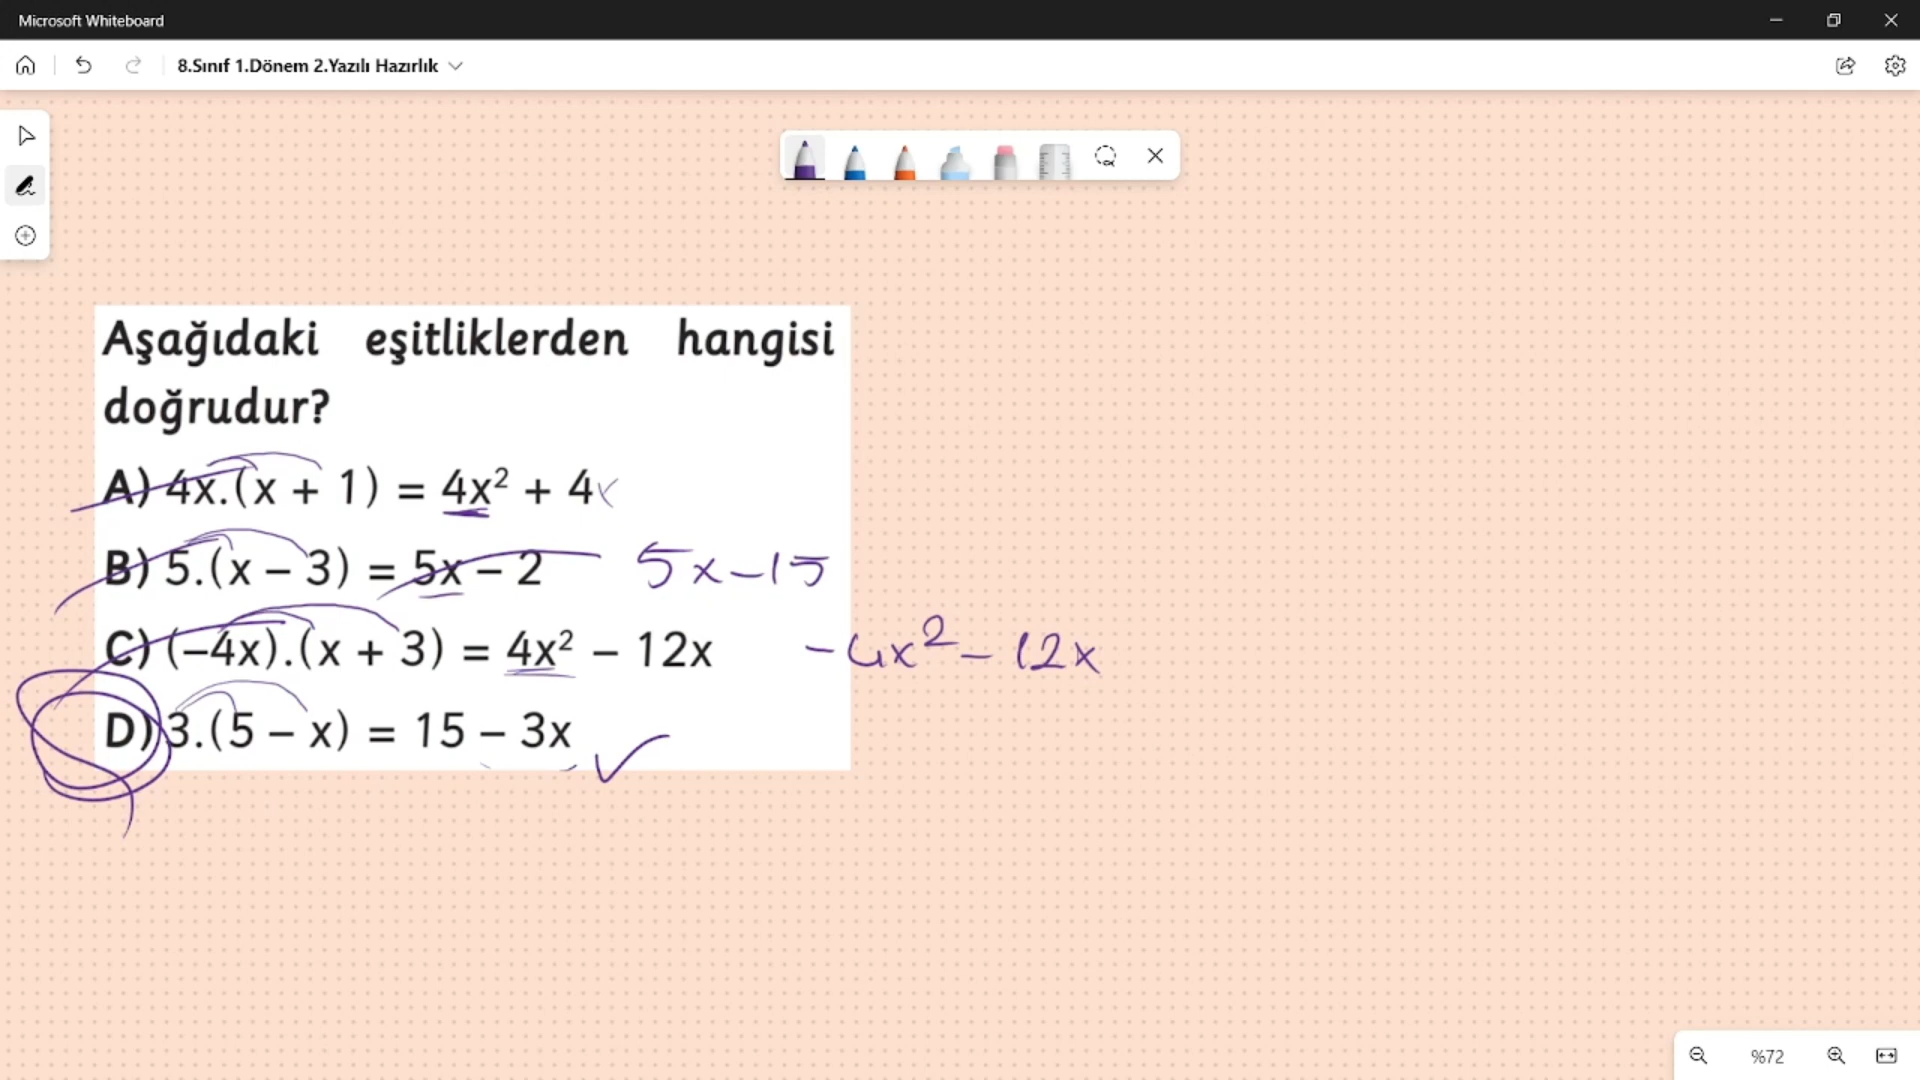 Microsoft Whiteboard
8.Sınıf 1.Dönem 2.Yazılı Hazırlık
Aşağıdaki eşitliklerden hangisi
doğrudur?
A) 4x.(x + 1) = 4x² + 4x
B) 5.(x – 3) = 5x – 2 5x – 15
C) (–4x).(x + 3) = 4x² – 12x - 4x² - 12x
D) 3.(5 – x) = 15 – 3x
%72